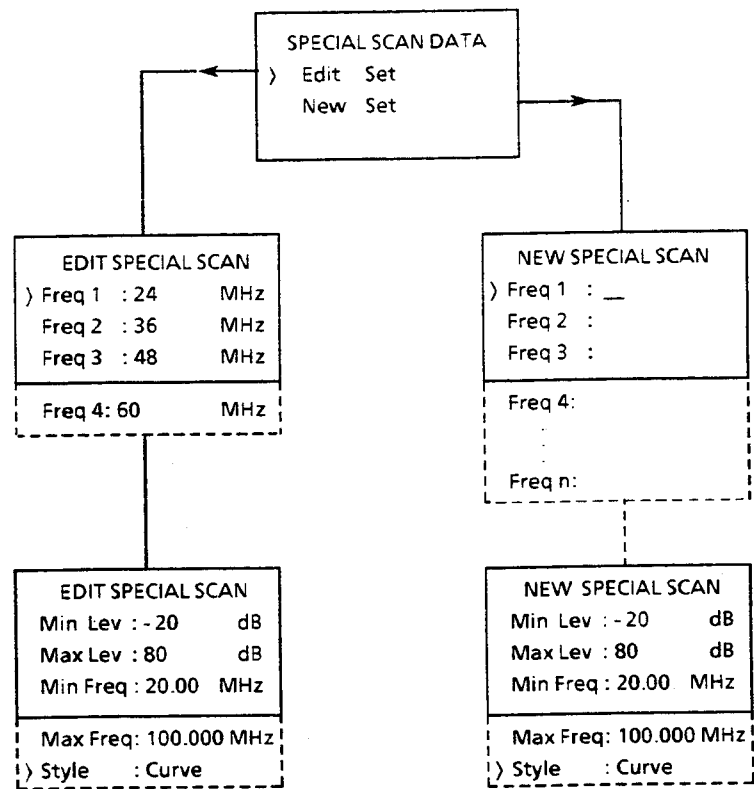 SPECIAL SCAN DATA
⟩ Edit Set
New Set
EDIT SPECIAL SCAN
⟩ Freq 1 : 24 MHz
Freq 2 : 36 MHz
Freq 3 : 48 MHz
Freq 4: 60 MHz
NEW SPECIAL SCAN
⟩ Freq 1 : __
Freq 2 :
Freq 3 :
Freq 4:
.
.
.
Freq n:
EDIT SPECIAL SCAN
Min Lev : -20 dB
Max Lev : 80 dB
Min Freq : 20.00 MHz
Max Freq: 100.000 MHz
⟩ Style : Curve
NEW SPECIAL SCAN
Min Lev : -20 dB
Max Lev : 80 dB
Min Freq : 20.00 MHz
Max Freq: 100.000 MHz
⟩ Style : Curve